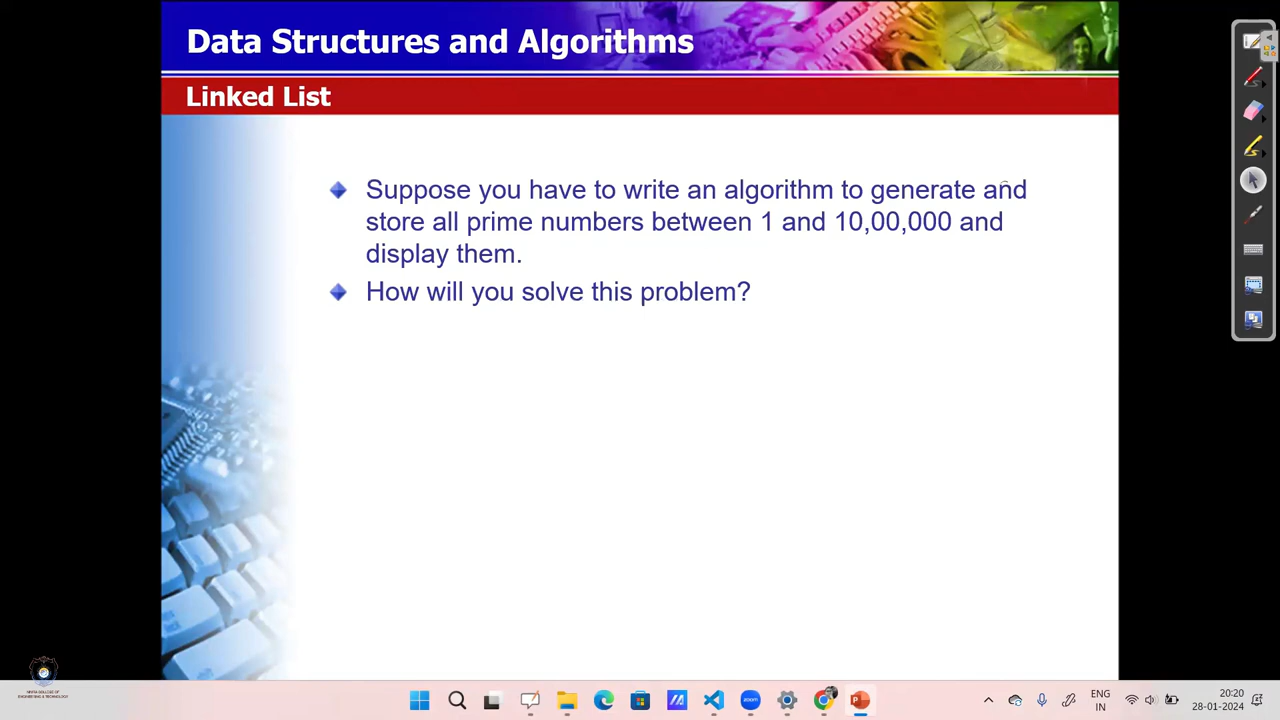 Data Structures and Algorithms
Linked List
Suppose you have to write an algorithm to generate and
store all prime numbers between 1 and 10,00,000 and
display them.
How will you solve this problem?
ENG
IN
20:20
28-01-2024
zoom